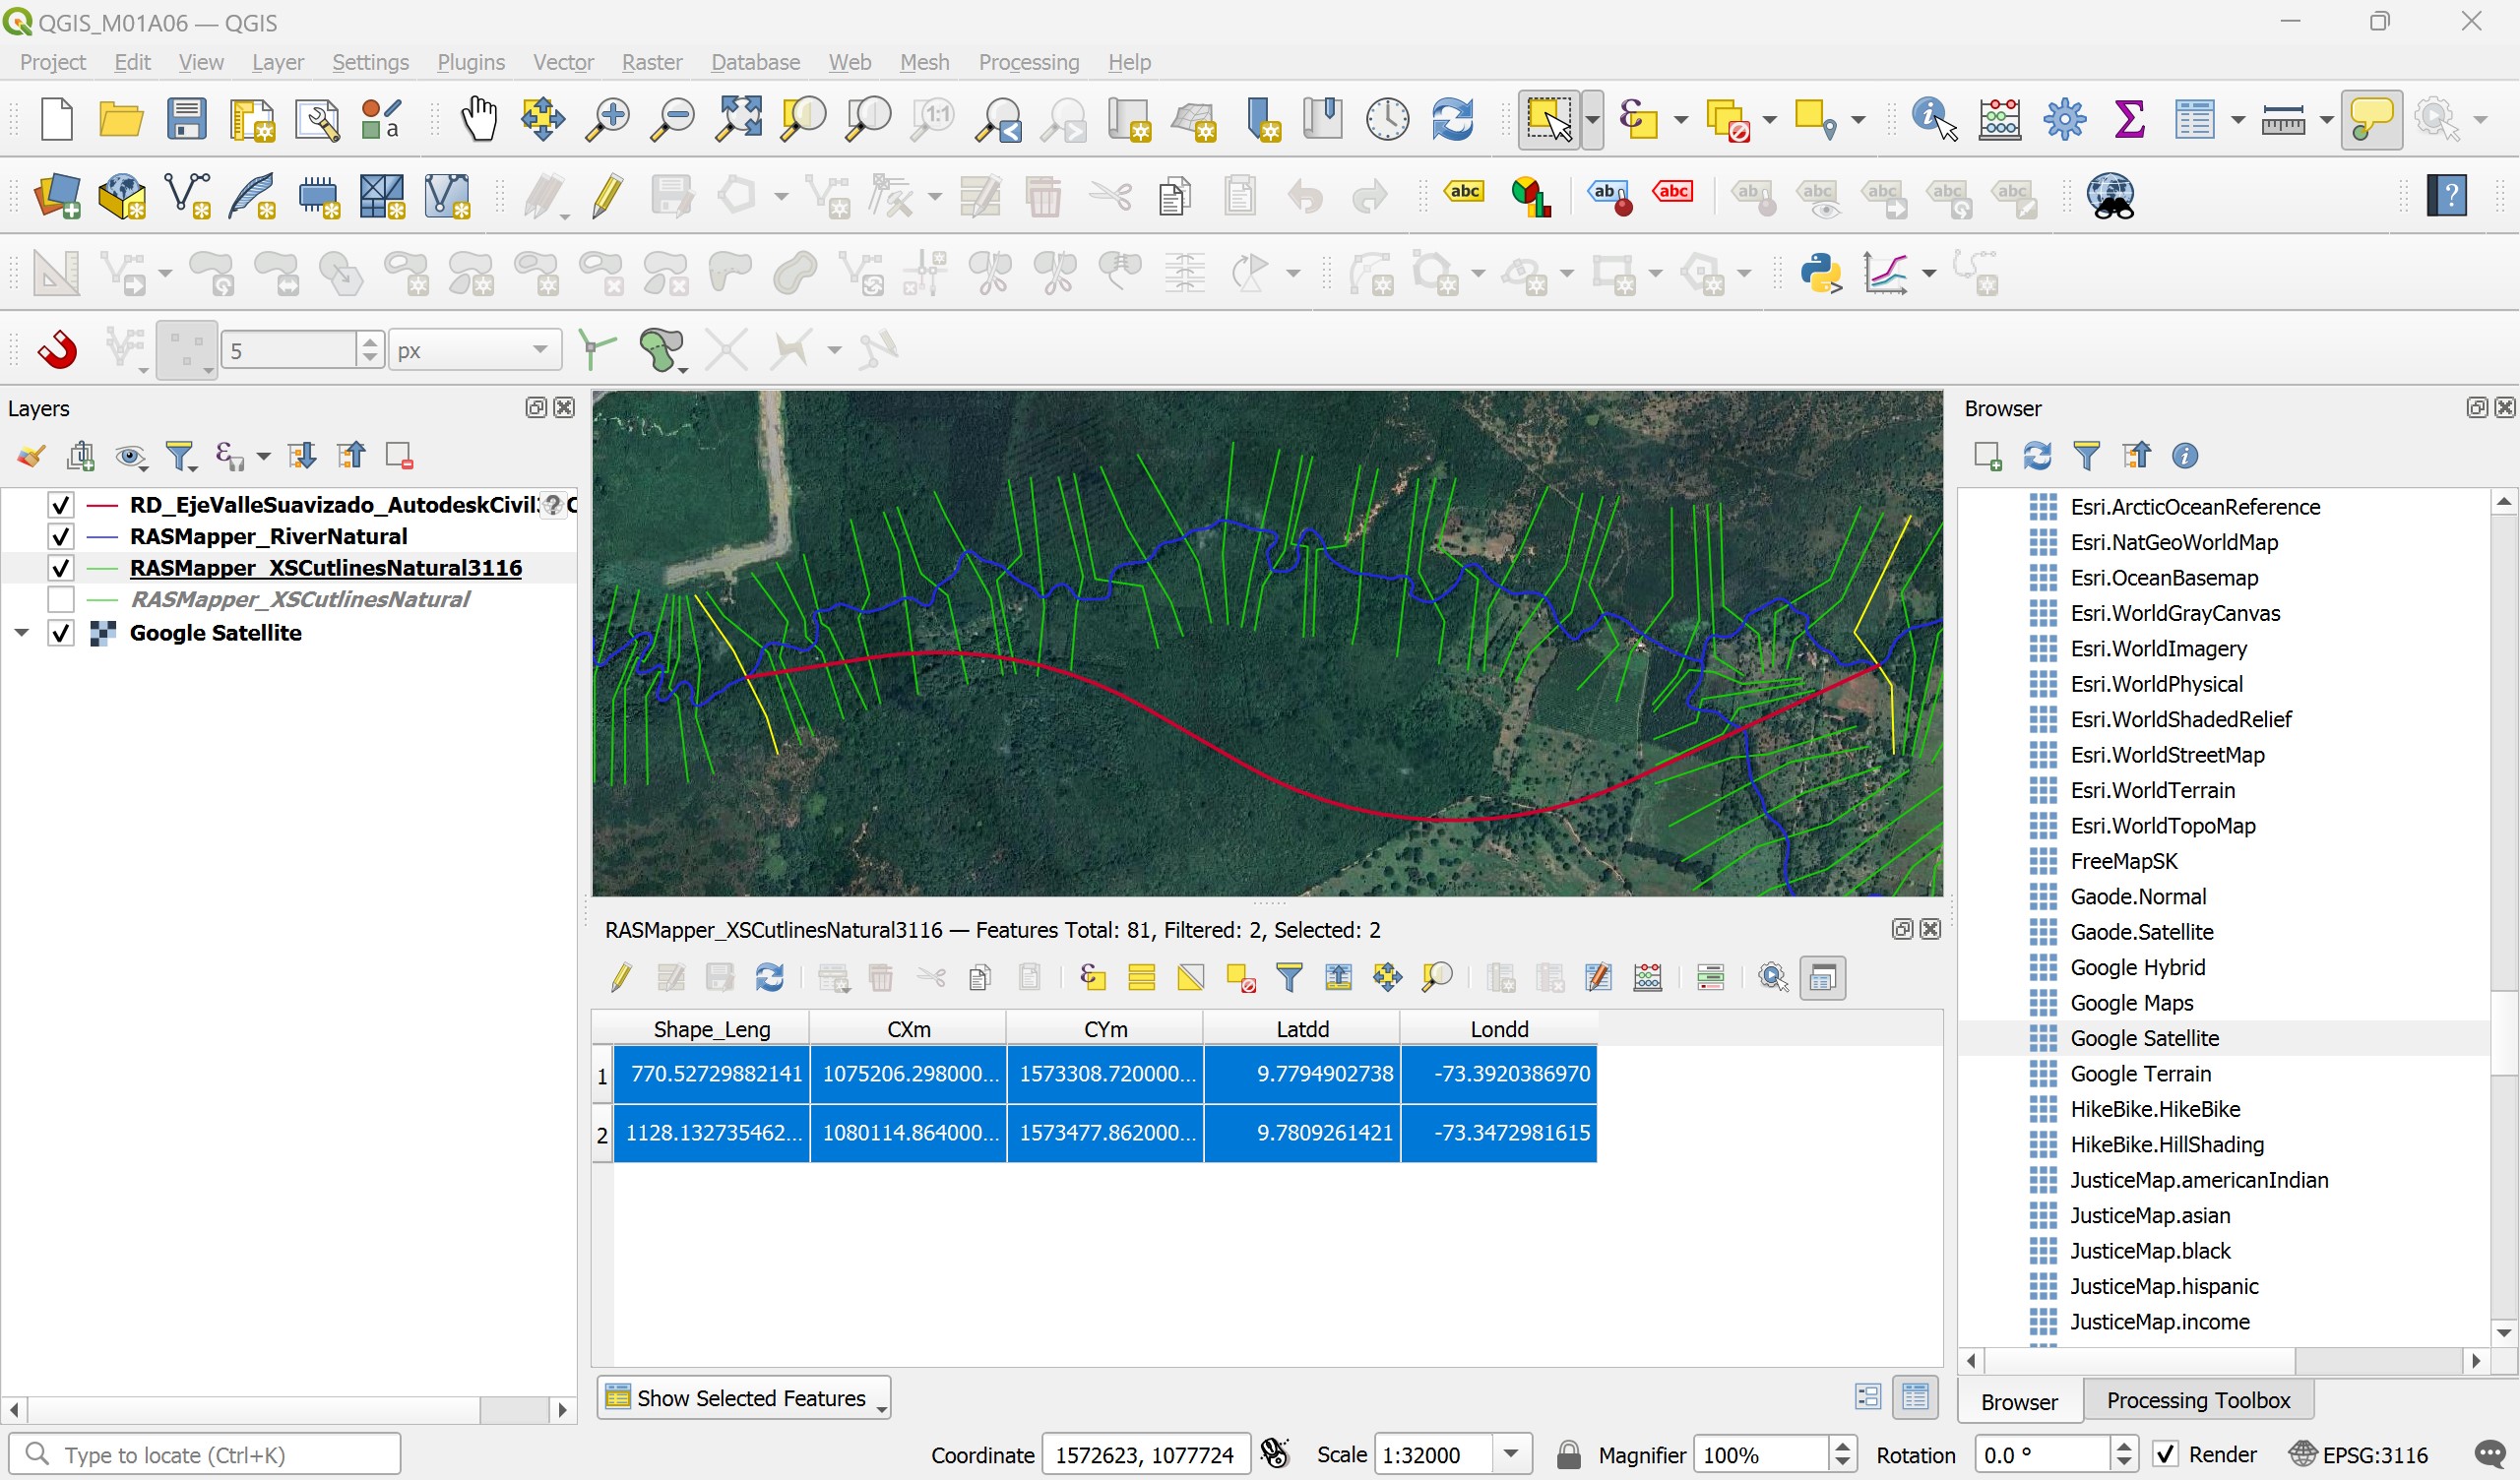 QGIS_M01A06 — QGIS
Project Edit View Layer Settings Plugins Vector Raster Database Web Mesh Processing Help
5 px
Layers
RD_EjeValleSuavizado_AutodeskCivil
RASMapper_RiverNatural
RASMapper_XSCutlinesNatural3116
RASMapper_XSCutlinesNatural
Google Satellite
RASMapper_XSCutlinesNatural3116 — Features Total: 81, Filtered: 2, Selected: 2
Shape_Leng CXm CYm Latdd Londd
1 770.52729882141 1075206.298000... 1573308.720000... 9.7794902738 -73.3920386970
2 1128.132735462... 1080114.864000... 1573477.862000... 9.7809261421 -73.3472981615
Show Selected Features
Browser
Esri.ArcticOceanReference
Esri.NatGeoWorldMap
Esri.OceanBasemap
Esri.WorldGrayCanvas
Esri.WorldImagery
Esri.WorldPhysical
Esri.WorldShadedRelief
Esri.WorldStreetMap
Esri.WorldTerrain
Esri.WorldTopoMap
FreeMapSK
Gaode.Normal
Gaode.Satellite
Google Hybrid
Google Maps
Google Satellite
Google Terrain
HikeBike.HikeBike
HikeBike.HillShading
JusticeMap.americanIndian
JusticeMap.asian
JusticeMap.black
JusticeMap.hispanic
JusticeMap.income
Browser Processing Toolbox
Type to locate (Ctrl+K) Coordinate 1572623, 1077724 Scale 1:32000 Magnifier 100% Rotation 0.0 ° Render EPSG:3116